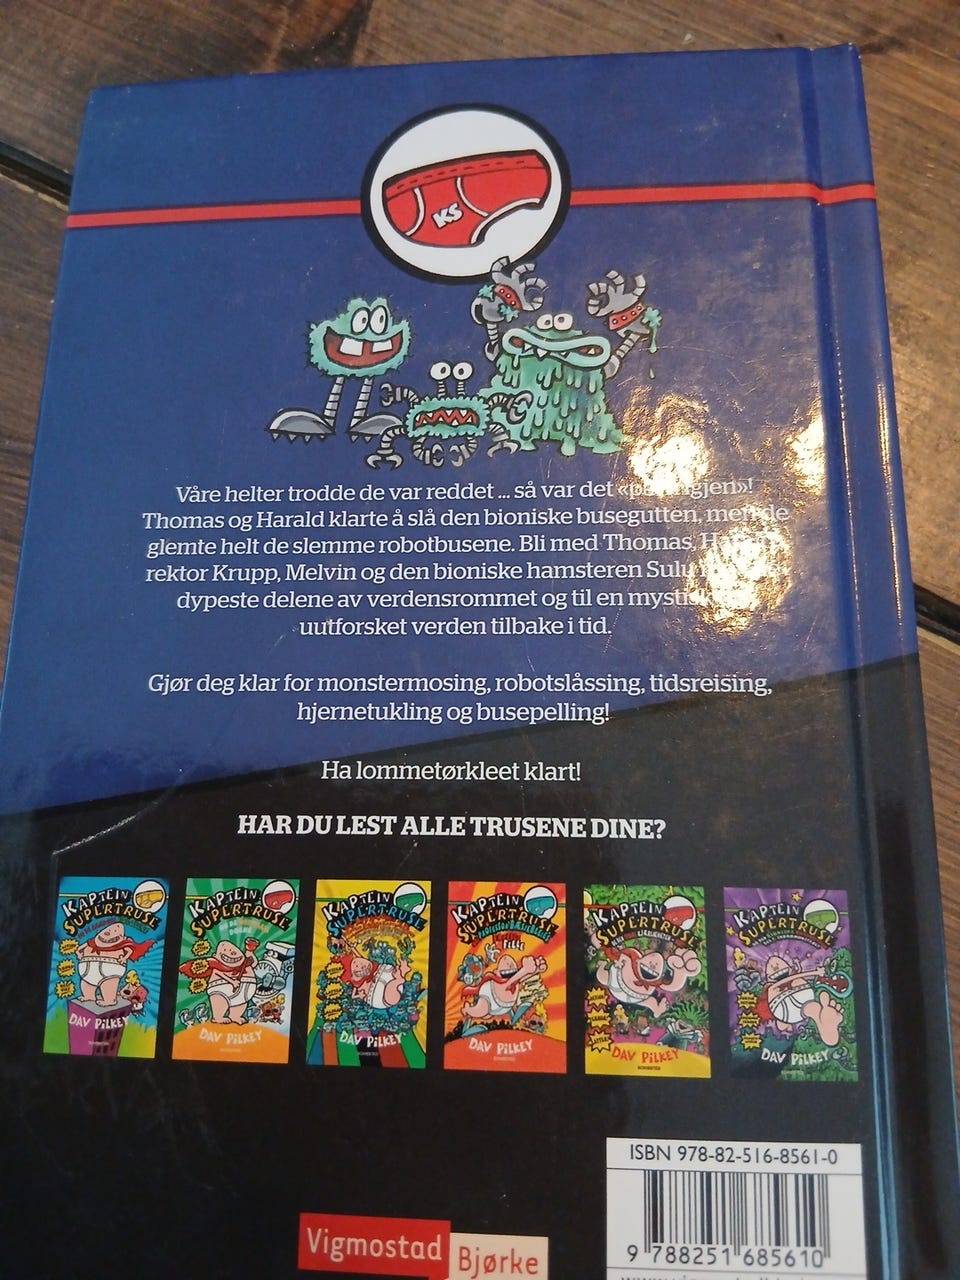 KS
Våre helter trodde de var reddet ... så var det «på'n igjen»!
Thomas og Harald klarte å slå den bioniske busegutten, men de
glemte helt de slemme robotbusene. Bli med Thomas,
rektor Krupp, Melvin og den bioniske hamsteren Sulu
dypeste delene av verdensrommet og til en
uutforsket verden tilbake i tid.
Gjør deg klar for monstermosing, robotslåssing, tidsreising,
hjernetukling og busepelling!
Ha lommetørkleet klart!
HAR DU LEST ALLE TRUSENE DINE?
KAPTEIN
SUPERTRUSE
DAV PILKEY
KAPTEIN
SUPERTRUSE
DAV PILKEY
KAPTEIN
SUPERTRUSE
DAV PILKEY
KAPTEIN
SUPERTRUSE
DAV PILKEY
KAPTEIN
SUPERTRUSE
DAV PILKEY
KAPTEIN
SUPERTRUSE
DAV PILKEY
ISBN 978-82-516-8561-0
9 788251 685610
Vigmostad
Bjørke